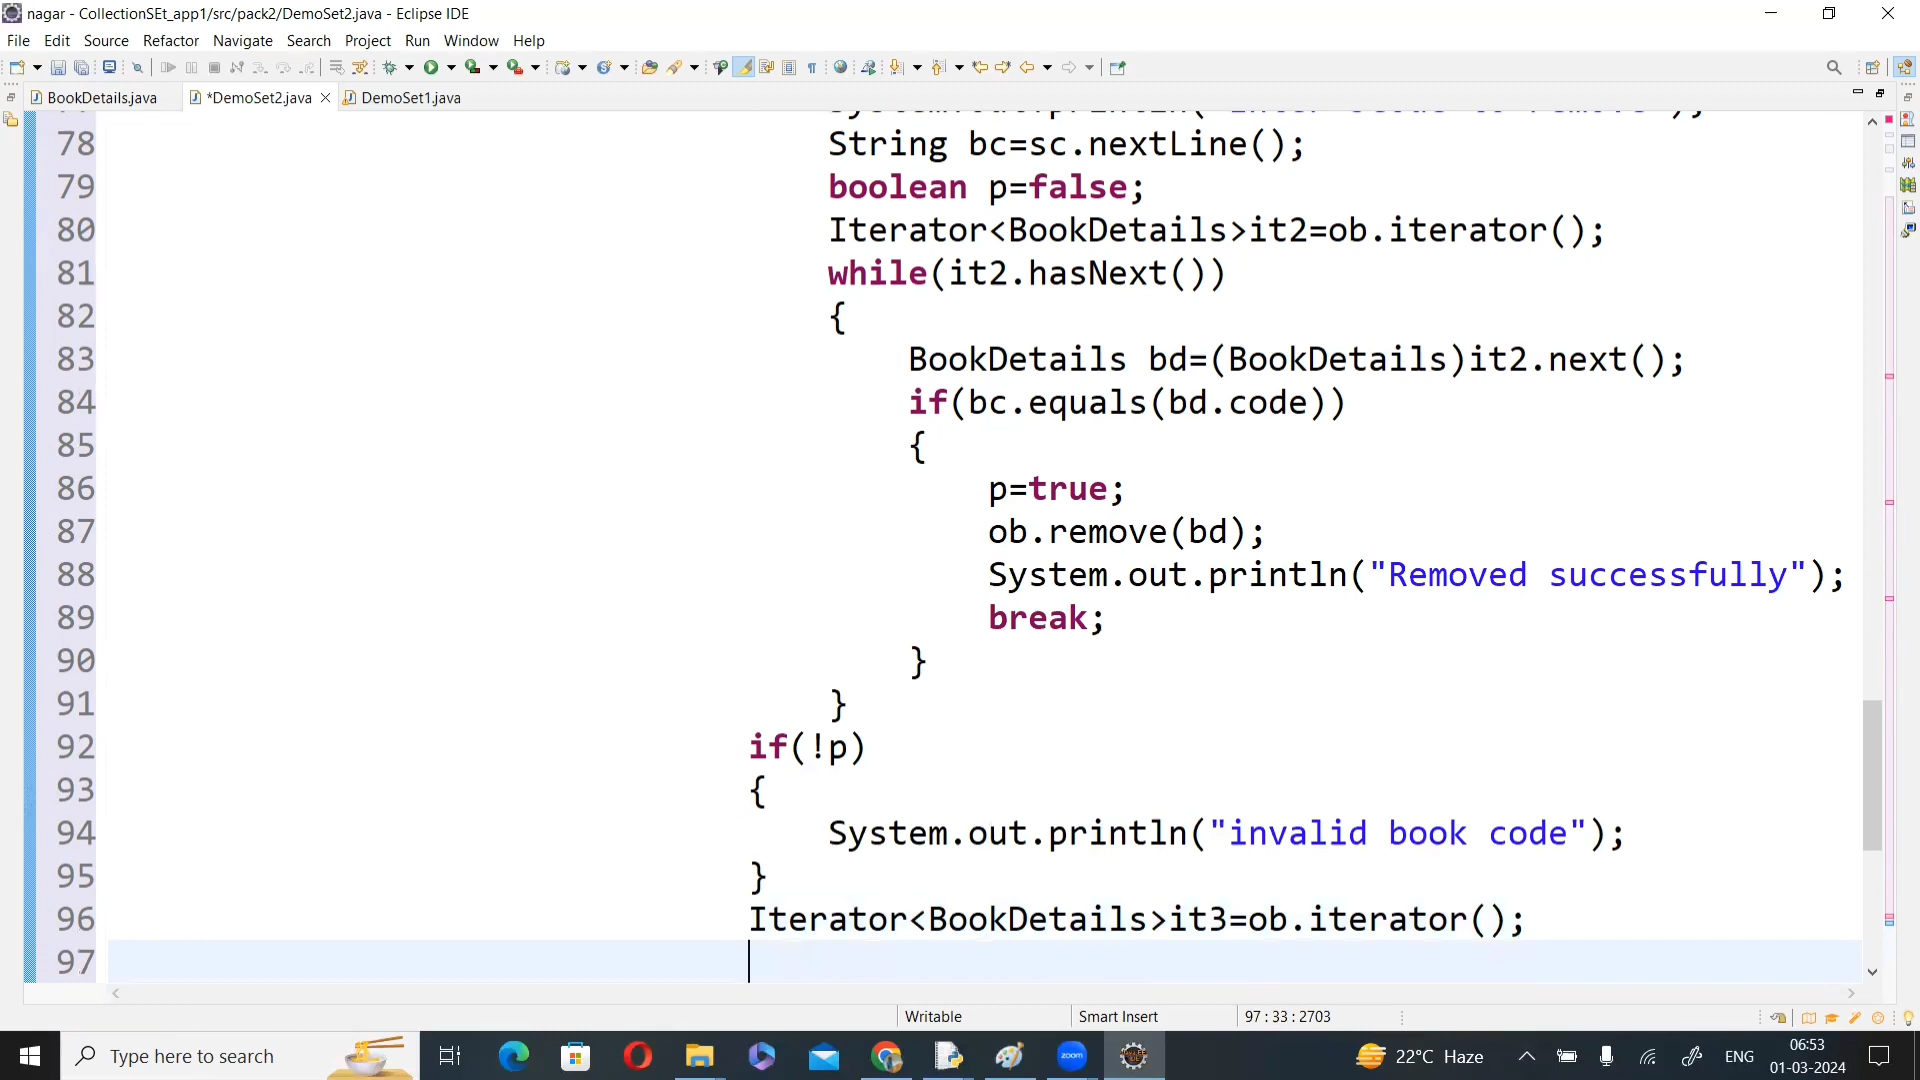 nagar - CollectionSEt_app1/src/pack2/DemoSet2.java - Eclipse IDE
File Edit Source Refactor Navigate Search Project Run Window Help
BookDetails.java *DemoSet2.java DemoSet1.java
78 String bc=sc.nextLine();
79 boolean p=false;
80 Iterator<BookDetails>it2=ob.iterator();
81 while(it2.hasNext())
82 {
83 BookDetails bd=(BookDetails)it2.next();
84 if(bc.equals(bd.code))
85 {
86 p=true;
87 ob.remove(bd);
88 System.out.println("Removed successfully");
89 break;
90 }
91 }
92 if(!p)
93 {
94 System.out.println("invalid book code");
95 }
96 Iterator<BookDetails>it3=ob.iterator();
97
Writable Smart Insert 97 : 33 : 2703
Type here to search zoom 22°C Haze ENG 06:53
01-03-2024